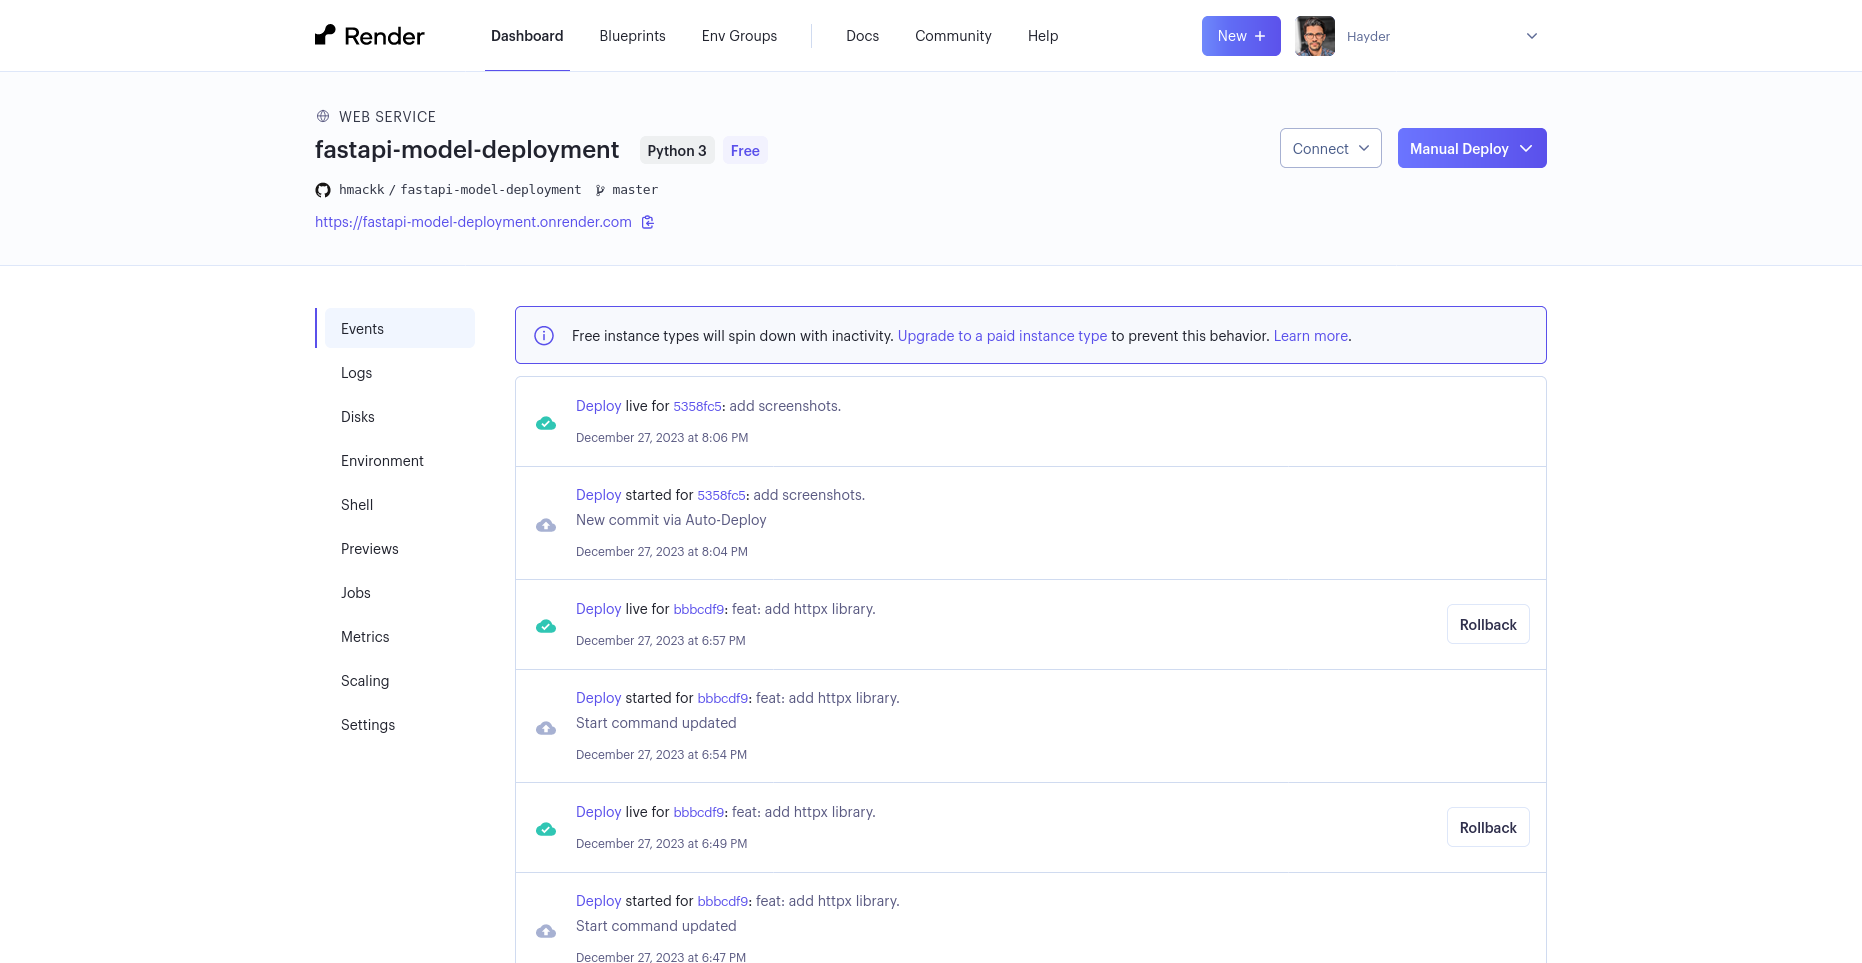 Render
Dashboard Blueprints Env Groups Docs Community Help New + Hayder
WEB SERVICE
fastapi-model-deployment Python 3 Free
Connect Manual Deploy
hmackk / fastapi-model-deployment master
https://fastapi-model-deployment.onrender.com
Events
Logs
Disks
Environment
Shell
Previews
Jobs
Metrics
Scaling
Settings
Free instance types will spin down with inactivity. Upgrade to a paid instance type to prevent this behavior. Learn more.
Deploy live for 5358fc5: add screenshots.
December 27, 2023 at 8:06 PM
Deploy started for 5358fc5: add screenshots.
New commit via Auto-Deploy
December 27, 2023 at 8:04 PM
Deploy live for bbbcdf9: feat: add httpx library.
December 27, 2023 at 6:57 PM
Rollback
Deploy started for bbbcdf9: feat: add httpx library.
Start command updated
December 27, 2023 at 6:54 PM
Deploy live for bbbcdf9: feat: add httpx library.
December 27, 2023 at 6:49 PM
Rollback
Deploy started for bbbcdf9: feat: add httpx library.
Start command updated
December 27, 2023 at 6:47 PM